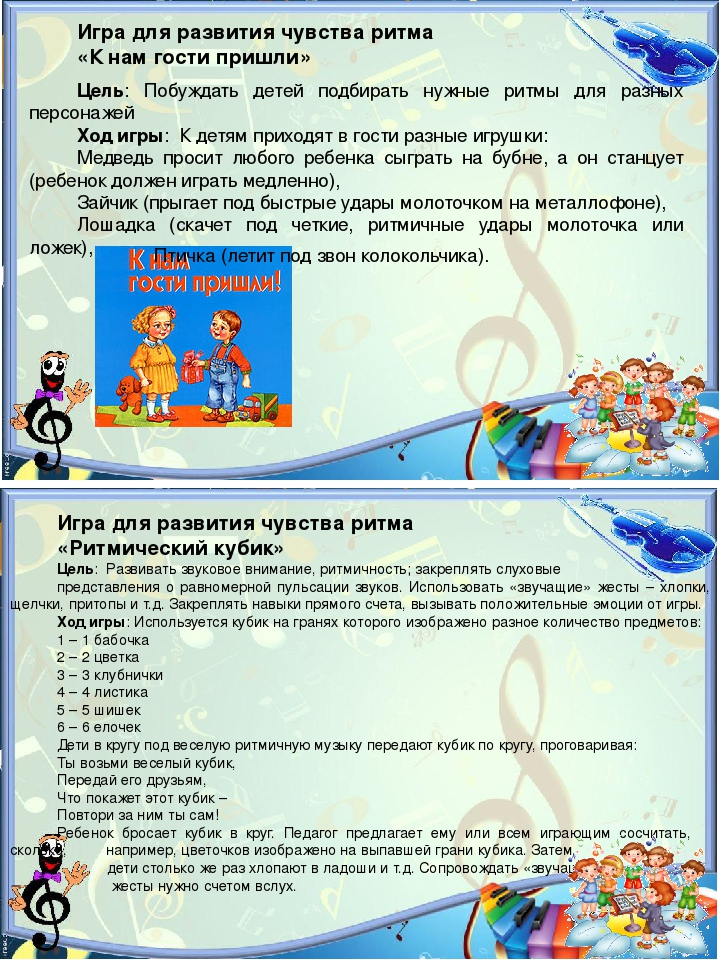 Игра для развития чувства ритма
«К нам гости пришли»
Цель: Побуждать детей подбирать нужные ритмы для разных
персонажей
Ход игры: К детям приходят в гости разные игрушки:
Медведь просит любого ребенка сыграть на бубне, а он станцует
(ребенок должен играть медленно),
Зайчик (прыгает под быстрые удары молоточком на металлофоне),
Лошадка (скачет под четкие, ритмичные удары молоточка или
ложек),
Птичка (летит под звон колокольчика).
К нам
гости пришли!
Игра для развития чувства ритма
«Ритмический кубик»
Цель: Развивать звуковое внимание, ритмичность; закреплять слуховые
представления о равномерной пульсации звуков. Использовать «звучащие» жесты – хлопки,
щелчки, притопы и т.д. Закреплять навыки прямого счета, вызывать положительные эмоции от игры.
Ход игры: Используется кубик на гранях которого изображено разное количество предметов:
1 – 1 бабочка
2 – 2 цветка
3 – 3 клубнички
4 – 4 листика
5 – 5 шишек
6 – 6 елочек
Дети в кругу под веселую ритмичную музыку передают кубик по кругу, проговаривая:
Ты возьми веселый кубик,
Передай его друзьям,
Что покажет этот кубик –
Повтори за ним ты сам!
Ребенок бросает кубик в круг. Педагог предлагает ему или всем играющим сосчитать,
сколько, например, цветочков изображено на выпавшей грани кубика. Затем,
дети столько же раз хлопают в ладоши и т.д. Сопровождать «звучащ
жесты нужно счетом вслух.